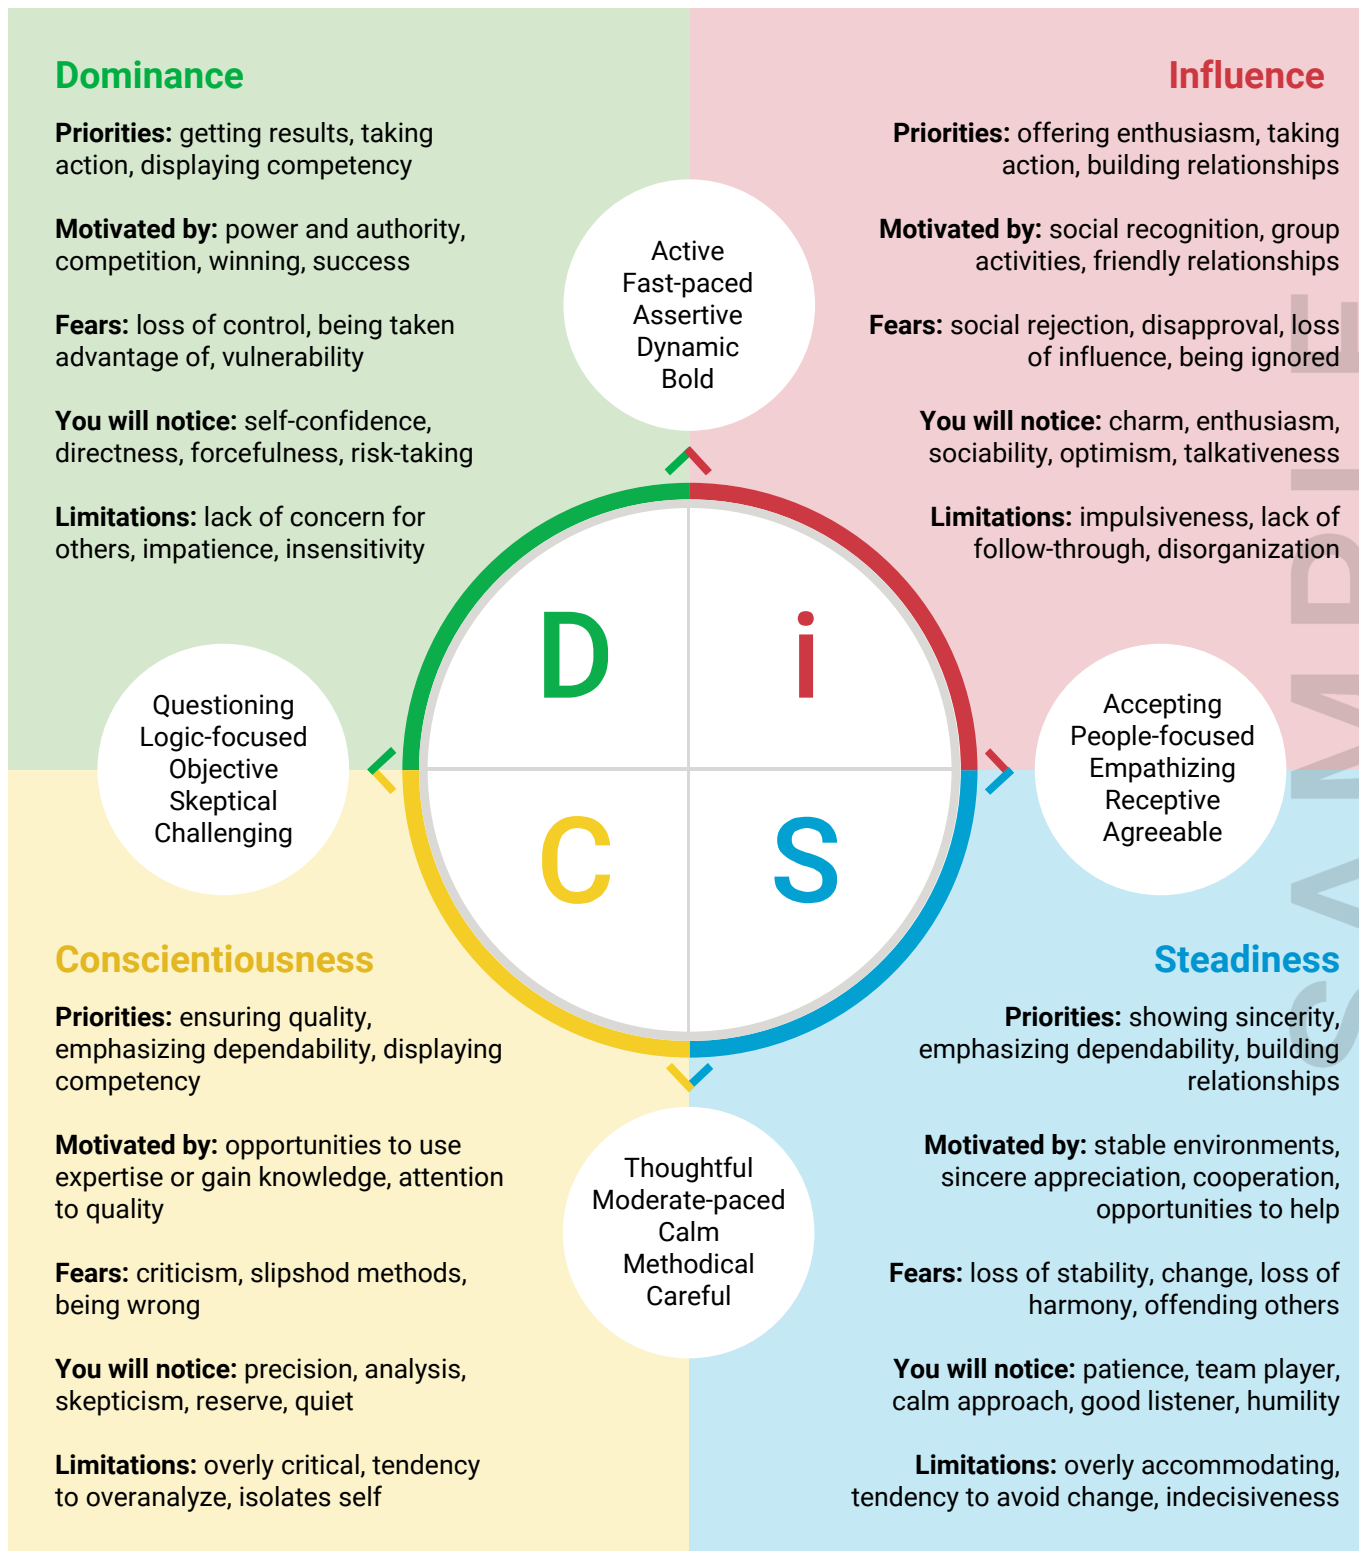 Dominance
Priorities: getting results, taking
action, displaying competency
Motivated by: power and authority,
competition, winning, success
Fears: loss of control, being taken
advantage of, vulnerability
You will notice: self-confidence,
directness, forcefulness, risk-taking
Limitations: lack of concern for
others, impatience, insensitivity
Influence
Priorities: offering enthusiasm, taking
action, building relationships
Motivated by: social recognition, group
activities, friendly relationships
Fears: social rejection, disapproval, loss
of influence, being ignored
You will notice: charm, enthusiasm,
sociability, optimism, talkativeness
Limitations: impulsiveness, lack of
follow-through, disorganization
Active
Fast-paced
Assertive
Dynamic
Bold
D i
C S
Questioning
Logic-focused
Objective
Skeptical
Challenging
Accepting
People-focused
Empathizing
Receptive
Agreeable
Conscientiousness
Priorities: ensuring quality,
emphasizing dependability, displaying
competency
Motivated by: opportunities to use
expertise or gain knowledge, attention
to quality
Fears: criticism, slipshod methods,
being wrong
You will notice: precision, analysis,
skepticism, reserve, quiet
Limitations: overly critical, tendency
to overanalyze, isolates self
Thoughtful
Moderate-paced
Calm
Methodical
Careful
Steadiness
Priorities: showing sincerity,
emphasizing dependability, building
relationships
Motivated by: stable environments,
sincere appreciation, cooperation,
opportunities to help
Fears: loss of stability, change, loss of
harmony, offending others
You will notice: patience, team player,
calm approach, good listener, humility
Limitations: overly accommodating,
tendency to avoid change, indecisiveness
SAMPLE